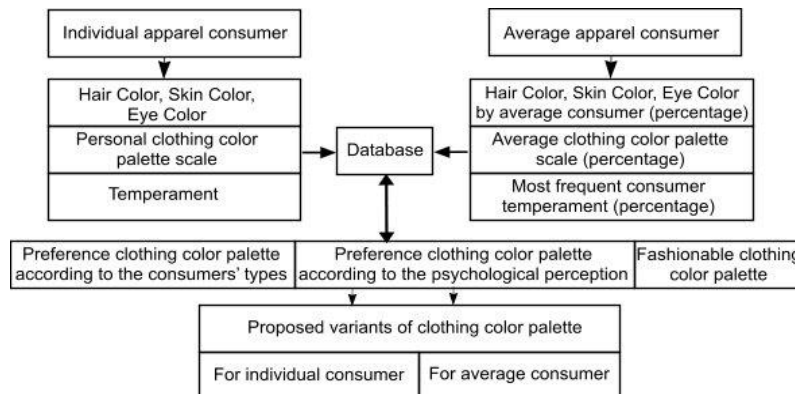 Individual apparel consumer
Average apparel consumer
Hair Color, Skin Color,
Eye Color
Personal clothing color
palette scale
Temperament
Database
Hair Color, Skin Color, Eye Color
by average consumer (percentage)
Average clothing color palette
scale (percentage)
Most frequent consumer
temperament (percentage)
Preference clothing color palette
according to the consumers' types
Preference clothing color palette
according to the psychological perception
Fashionable clothing
color palette
Proposed variants of clothing color palette
For individual consumer
For average consumer